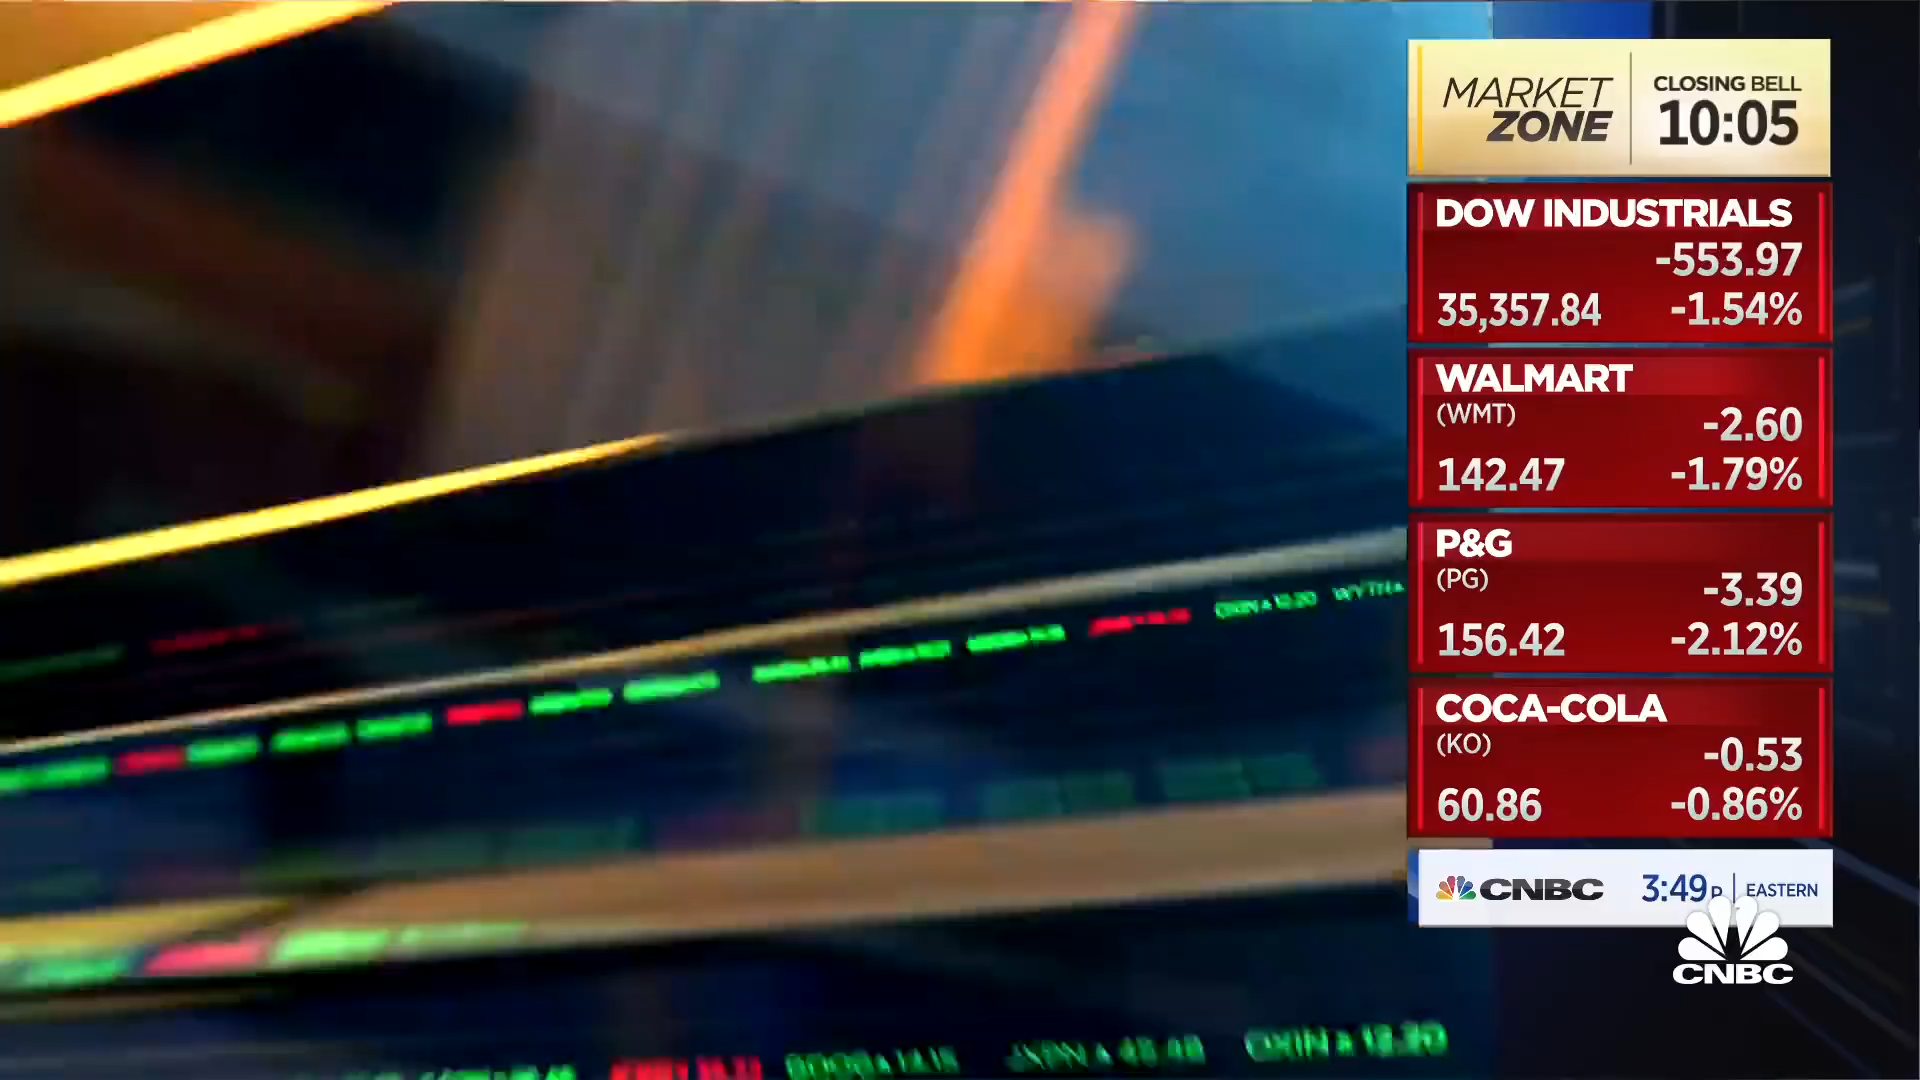 MARKET
ZONE
CLOSING BELL
10:05
DOW INDUSTRIALS
-553.97
35,357.84 -1.54%
WALMART
(WMT)
-2.60
142.47 -1.79%
P&G
(PG)
-3.39
156.42 -2.12%
COCA-COLA
(KO)
-0.53
60.86 -0.86%
CNBC 3:49P EASTERN
CNBC